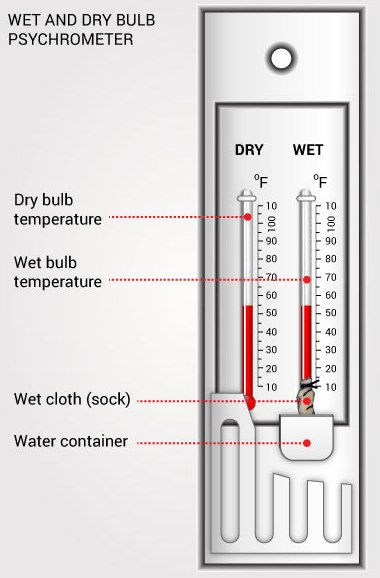 WET AND DRY BULB
PSYCHROMETER
DRY WET
°F °F
Dry bulb
temperature
Wet bulb
temperature
Wet cloth (sock)
Water container
10 10
100 100
90 90
80 80
70 70
60 60
50 50
40 40
30 30
20 20
10 10